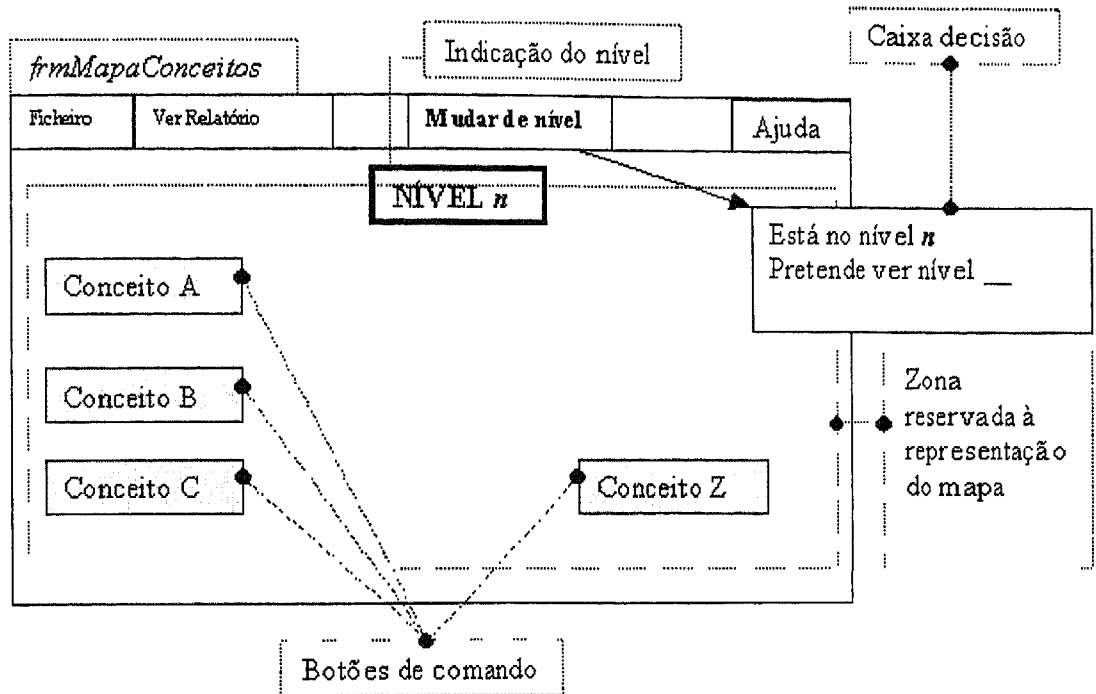 Indicação do nível
Caixa decisão
frmMapaConceitos
Ficheiro
Ver Relatório
Mudar de nível
Ajuda
NÍVEL n
Está no nível n
Pretende ver nível __
Conceito A
Conceito B
Conceito C
Conceito Z
Zona
reservada à
representação
do mapa
Botões de comando